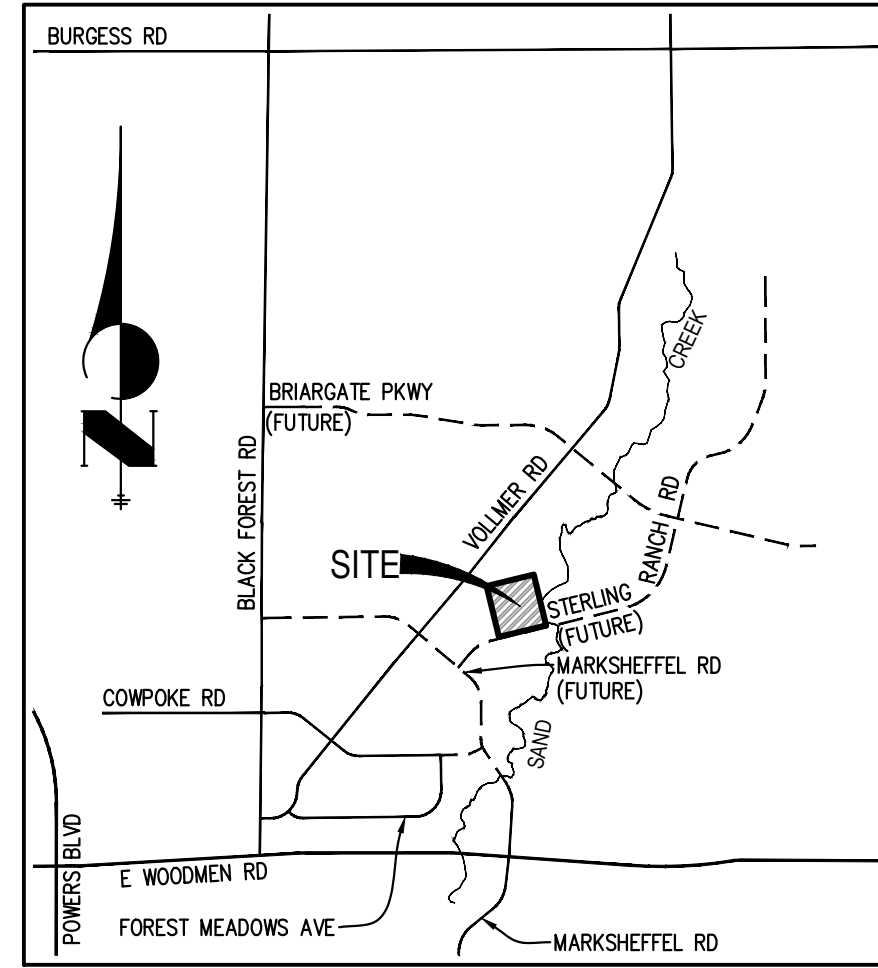 BURGESS RD
CREEK
BRIARGATE PKWY
(FUTURE)
BLACK FOREST RD
VOLLMER RD
RANCH RD
SITE
STERLING
(FUTURE)
MARKSHEFFEL RD
(FUTURE)
COWPOKE RD
SAND
POWERS BLVD
E WOODMEN RD
FOREST MEADOWS AVE
MARKSHEFFEL RD
N